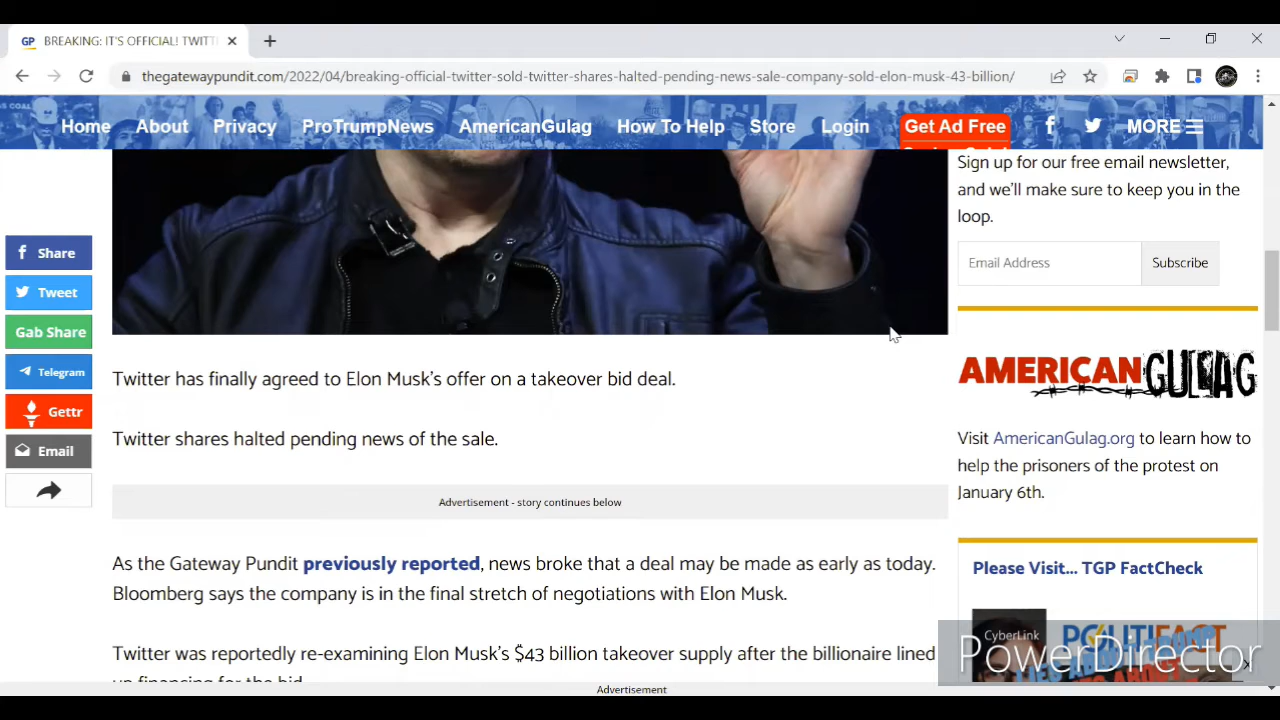 GP BREAKING: IT'S OFFICIAL! TWITT
thegatewaypundit.com/2022/04/breaking-official-twitter-sold-twitter-shares-halted-pending-news-sale-company-sold-elon-musk-43-billion/
Home About Privacy ProTrumpNews AmericanGulag How To Help Store Login Get Ad Free MORE
Sign up for our free email newsletter,
and we'll make sure to keep you in the
loop.
Email Address Subscribe
Share
Tweet
Gab Share
Telegram
Gettr
Email
Twitter has finally agreed to Elon Musk's offer on a takeover bid deal.
Twitter shares halted pending news of the sale.
Advertisement - story continues below
As the Gateway Pundit previously reported, news broke that a deal may be made as early as today.
Bloomberg says the company is in the final stretch of negotiations with Elon Musk.
Twitter was reportedly re-examining Elon Musk's $43 billion takeover supply after the billionaire lined
up financing for the bid
AMERICANGULAG
Visit AmericanGulag.org to learn how to
help the prisoners of the protest on
January 6th.
Please Visit... TGP FactCheck
POLITIFACT
CyberLink
PowerDirector
Advertisement